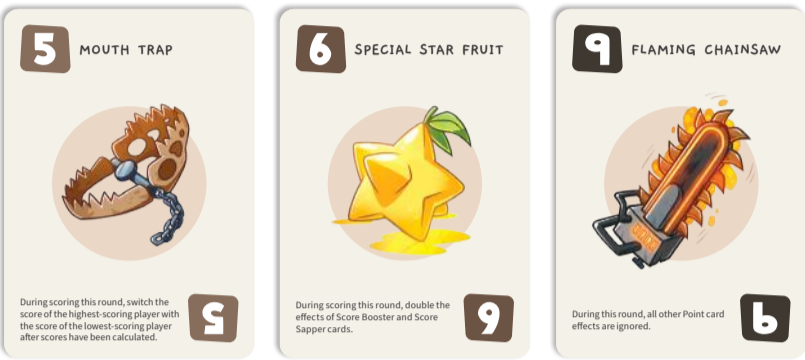 5 MOUTH TRAP
During scoring this round, switch the
score of the highest-scoring player with
the score of the lowest-scoring player
after scores have been calculated.
5
6 SPECIAL STAR FRUIT
During scoring this round, double the
effects of Score Booster and Score
Sapper cards.
6
9 FLAMING CHAINSAW
During this round, all other Point card
effects are ignored.
9